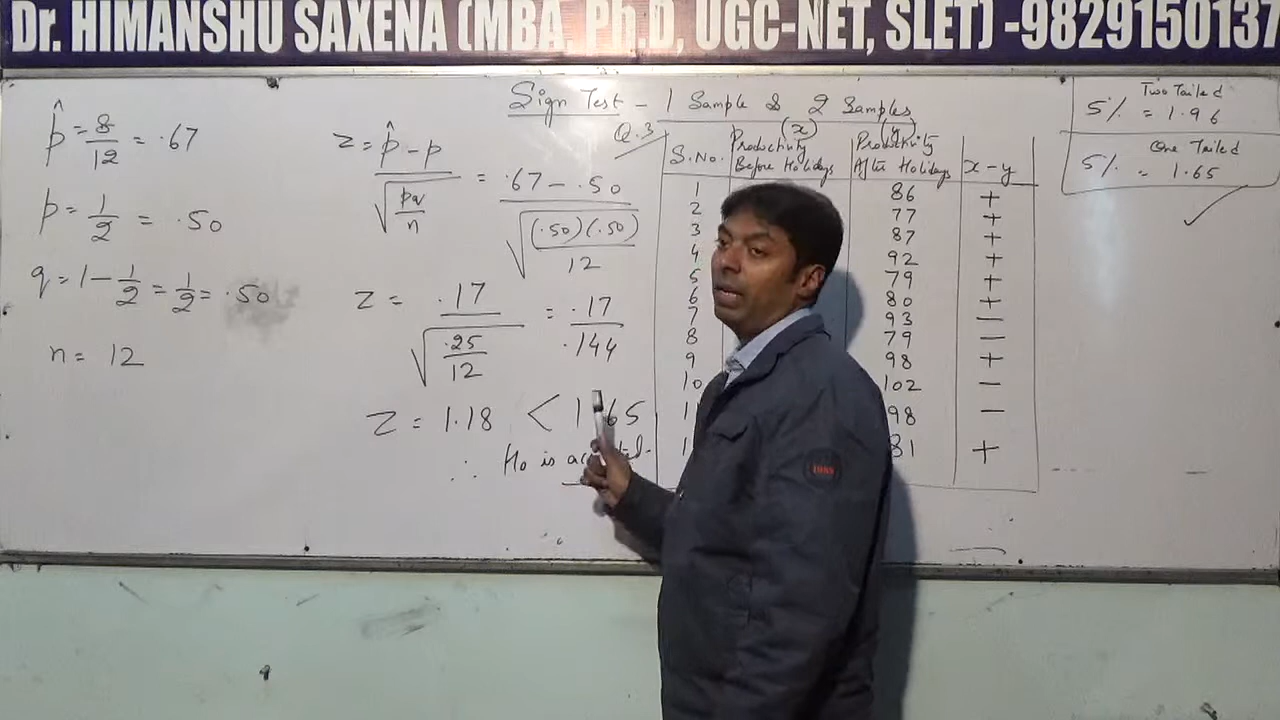 Dr. HIMANSHU SAXENA (MBA, Ph.D, UGC-NET, SLET) -9829150137
Sign Test - 1 Sample & 2 Samples
p̂ = 8/12 = .67
p = 1/2 = .50
q = 1 - 1/2 = 1/2 = .50
n = 12
z = (p̂ - p) / √(pq/n) = (.67 - .50) / √((.50)(.50)/12)
z = .17 / √(.25/12) = .17 / .144
z = 1.18 < 1.65
∴ Ho is
Q.3
S.No. Productivity Before Holidays (x) Productivity After Holidays (y) x-y
1 86 +
2 77 +
3 87 +
4 92 +
5 79 +
6 80 +
7 93 -
8 79 -
9 98 +
10 102 -
98 -
81 +
Two Tailed
5% = 1.96
One Tailed
5% = 1.65